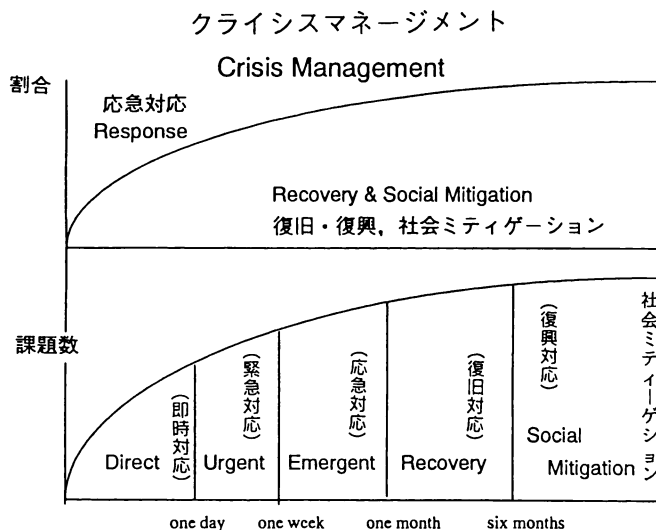 クライシスマネージメント
Crisis Management
割合
応急対応
Response
Recovery & Social Mitigation
復旧・復興，社会ミティゲーション
課題数
Direct
(即時対応)
Urgent
(緊急対応)
Emergent
(応急対応)
Recovery
(復旧対応)
Social
Mitigation
(復興対応)
社会ミティーゲション
one day
one week
one month
six months